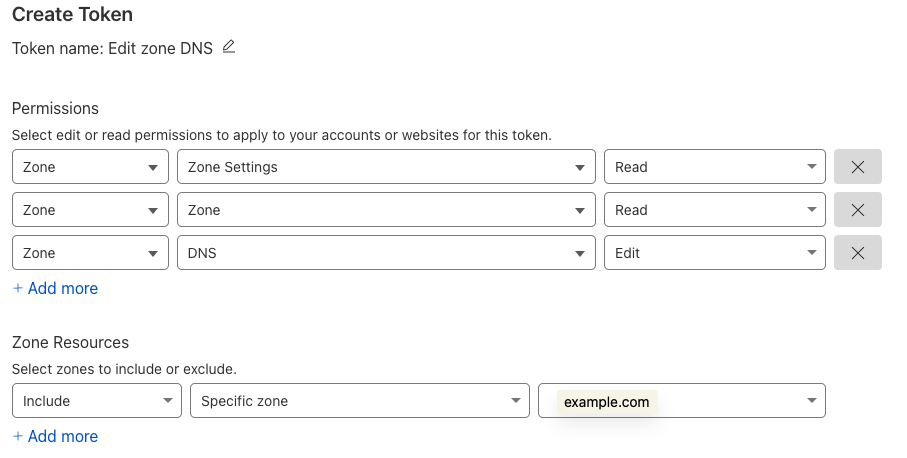 Create Token
Token name: Edit zone DNS
Permissions
Select edit or read permissions to apply to your accounts or websites for this token.
Zone Zone Settings Read
Zone Zone Read
Zone DNS Edit
+ Add more
Zone Resources
Select zones to include or exclude.
Include Specific zone example.com
+ Add more